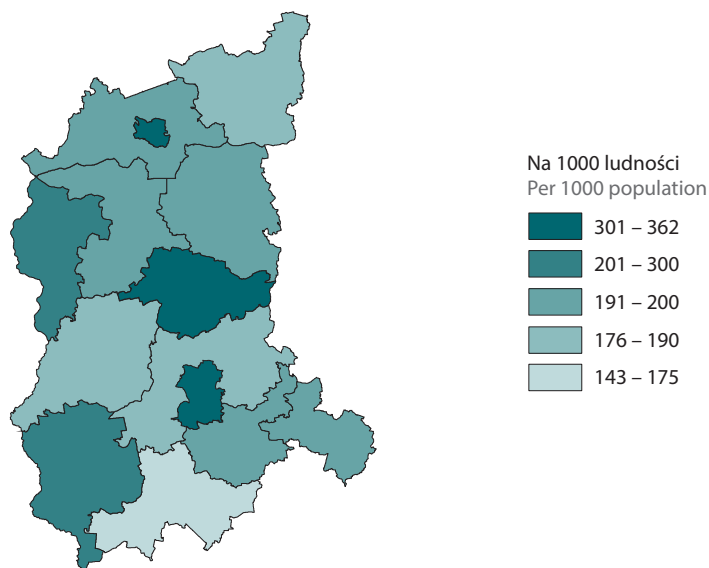 Na 1000 ludności
Per 1000 population
301 – 362
201 – 300
191 – 200
176 – 190
143 – 175